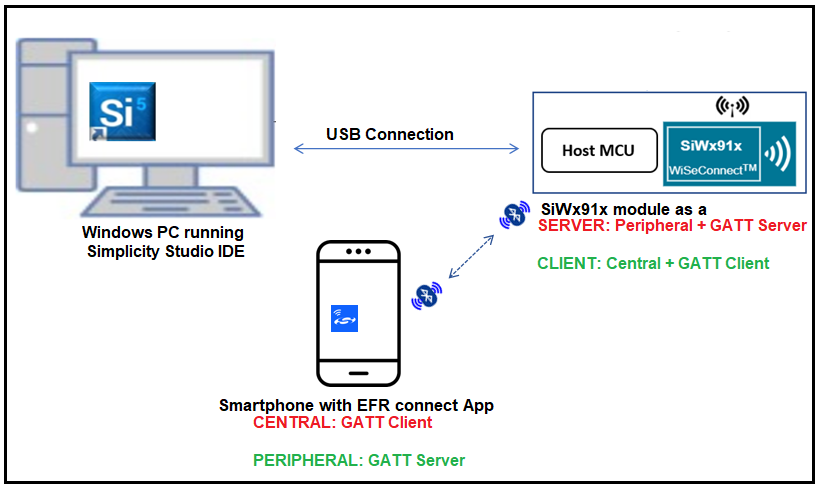 Si 5
USB Connection
Host MCU
SiWx91x
WiSeConnect™
Windows PC running
Simplicity Studio IDE
SiWx91x module as a
SERVER: Peripheral + GATT Server
CLIENT: Central + GATT Client
Smartphone with EFR connect App
CENTRAL: GATT Client
PERIPHERAL: GATT Server